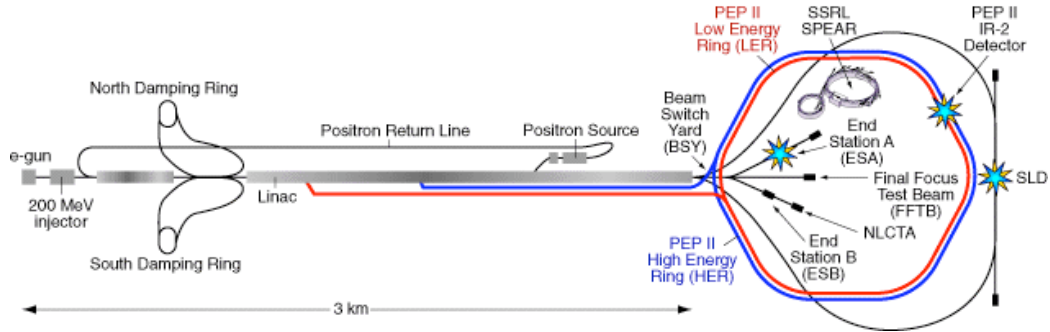 North Damping Ring
e-gun
200 MeV
injector
South Damping Ring
3 km
Positron Return Line
Linac
Positron Source
Beam
Switch
Yard
(BSY)
PEP II
Low Energy
Ring (LER)
PEP II
High Energy
Ring (HER)
SSRL
SPEAR
PEP II
IR-2
Detector
End
Station A
(ESA)
Final Focus
Test Beam
(FFTB)
SLD
NLCTA
End
Station B
(ESB)